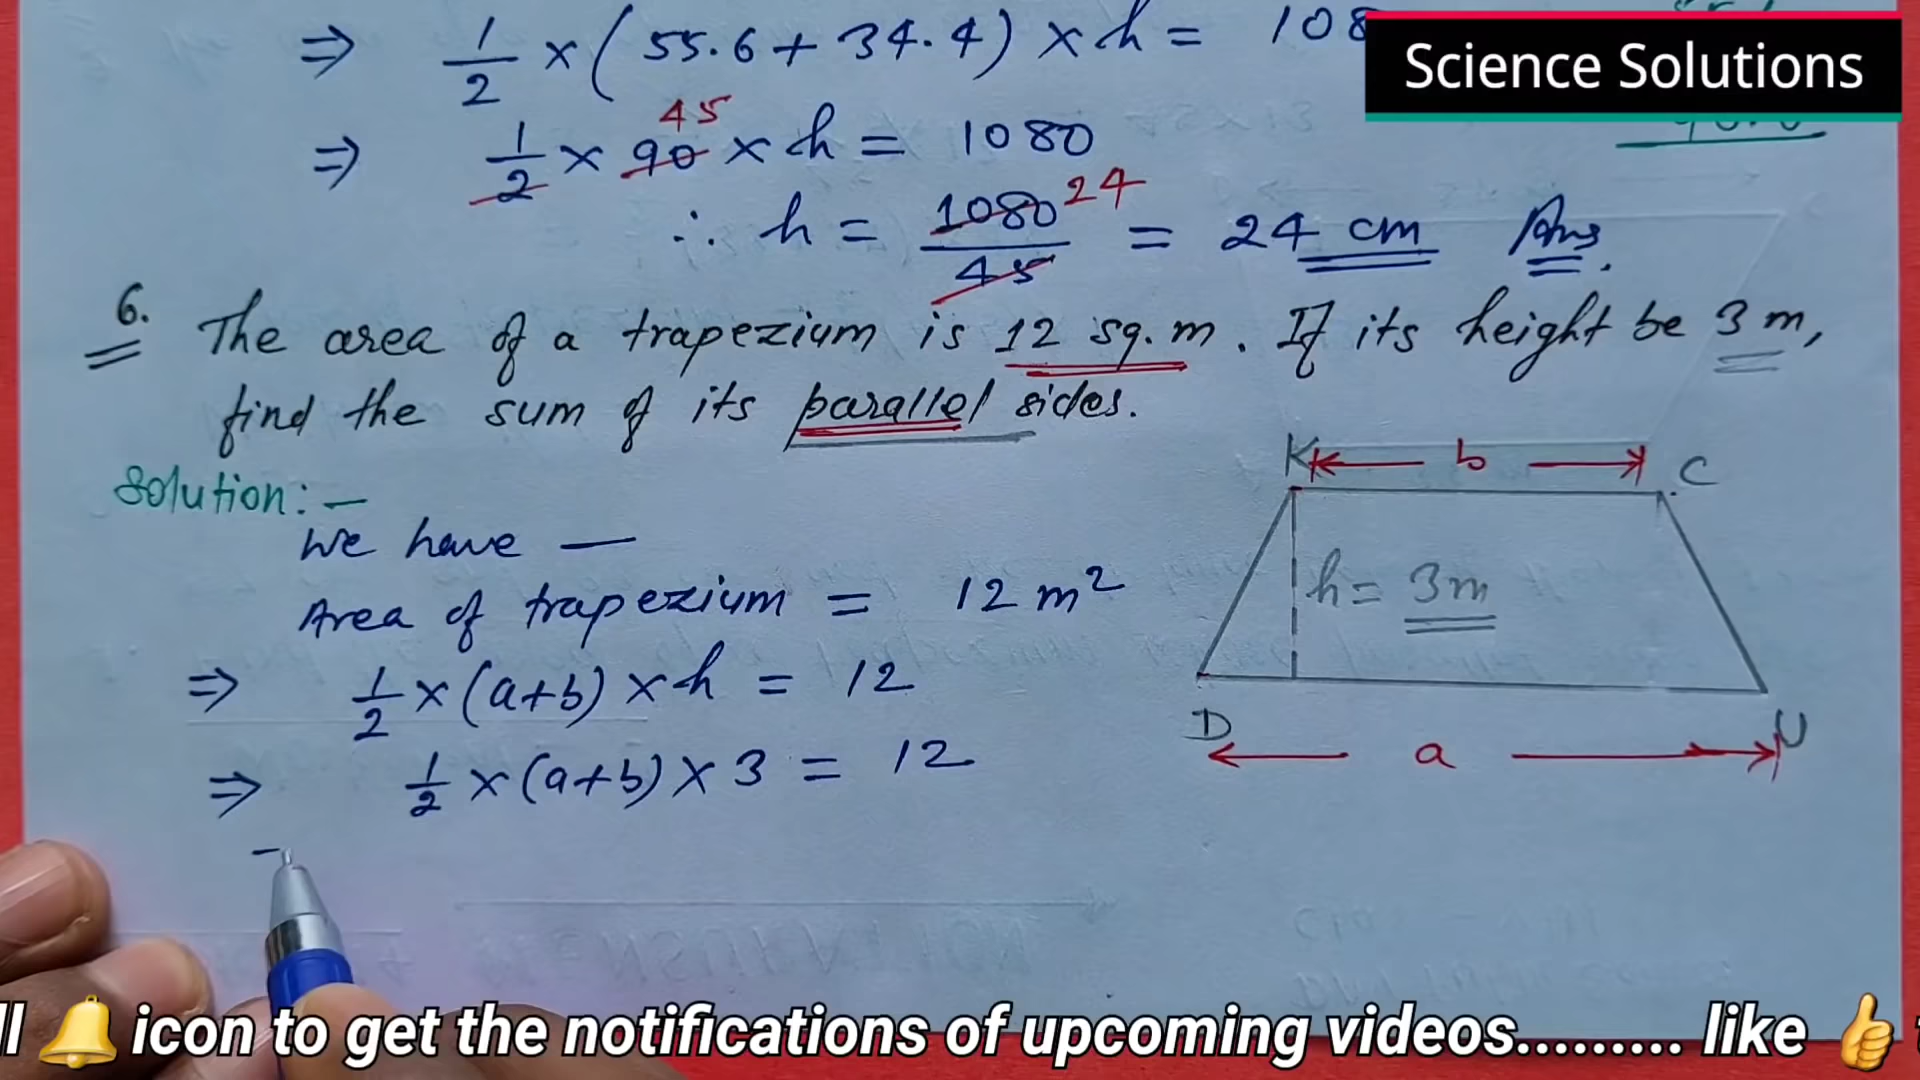 ⇒ 1/2 × (55.6 + 34.4) × h = 108
Science Solutions
45
⇒ 1/2 × 90 × h = 1080
∴ h = 1080/45 24 = 24 cm Ans.
6. The area of a trapezium is 12 sq. m. If its height be 3 m,
find the sum of its parallel sides.
Solution:—
We have —
Area of trapezium = 12 m²
⇒ 1/2 × (a+b) × h = 12
⇒ 1/2 × (a+b) × 3 = 12
K b C
h = 3m
D U
a
🔔 icon to get the notifications of upcoming videos......... like 👍